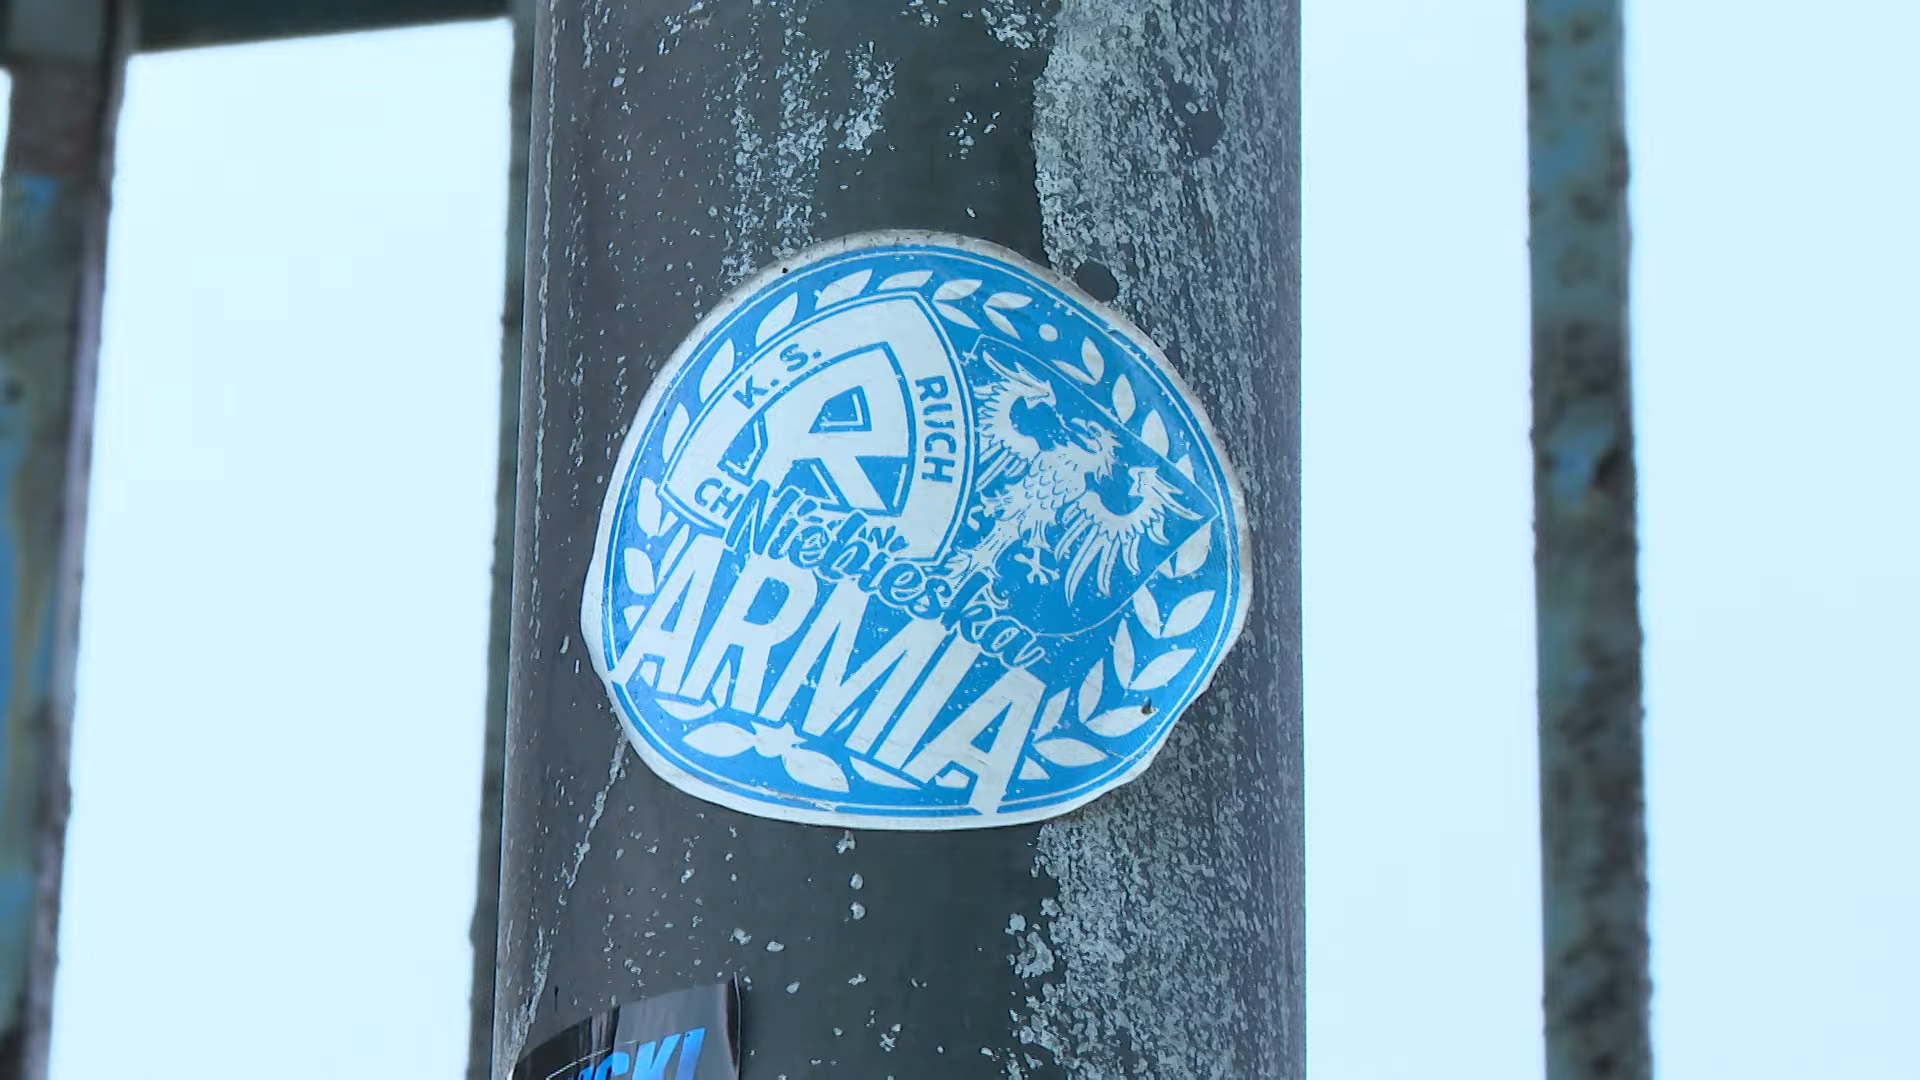 K. S.
RUCH
CH
Niebieska
ARMIA